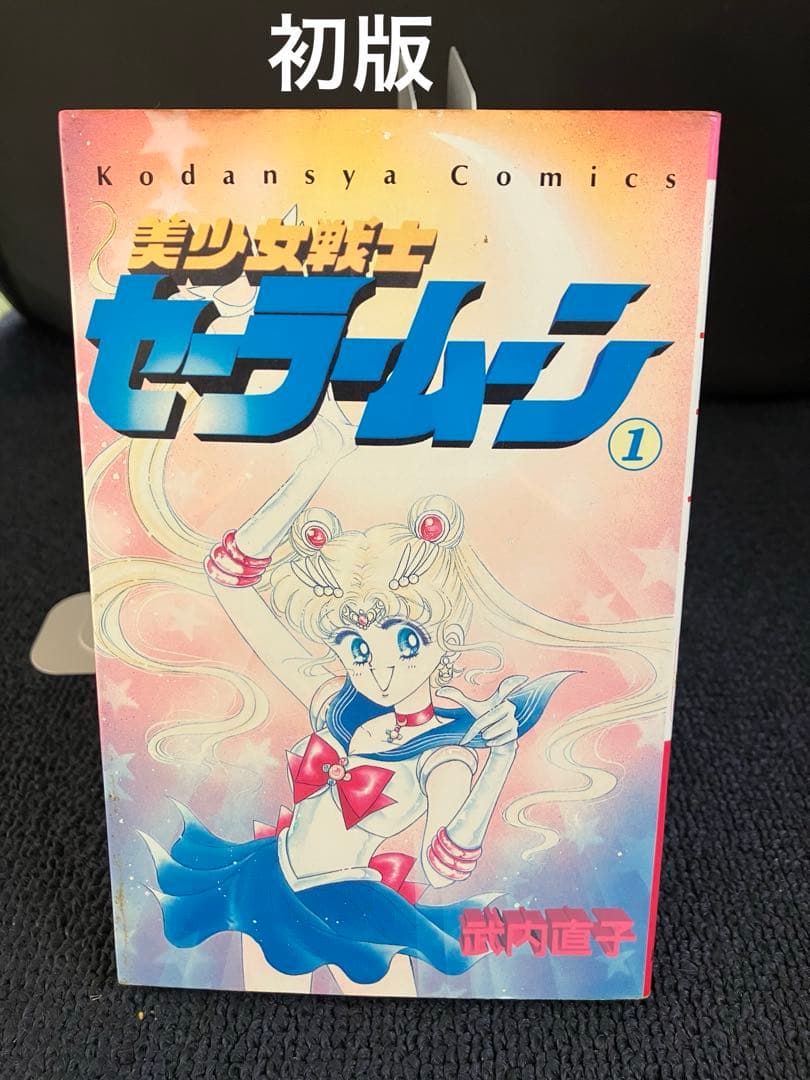 初版
Kodansya Comics
美少女戦士
セーラームーン
1
武内直子